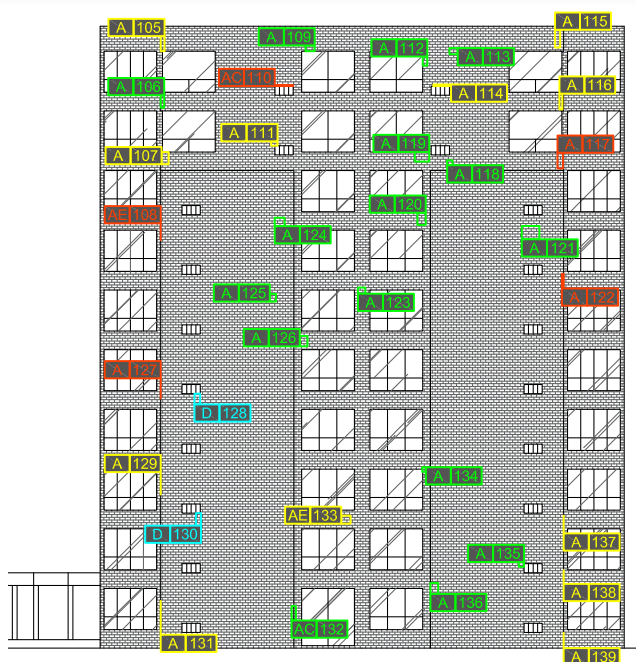 A 105
A 115
A 109
A 112
A 113
AC 110
A 106
A 114
A 116
A 111
A 119
A 117
A 107
A 118
AE 108
A 120
A 124
A 121
A 125
A 123
A 122
A 126
A 127
D 128
A 129
A 134
AE 133
D 130
A 137
A 135
A 138
A 136
AC 132
A 131
A 139